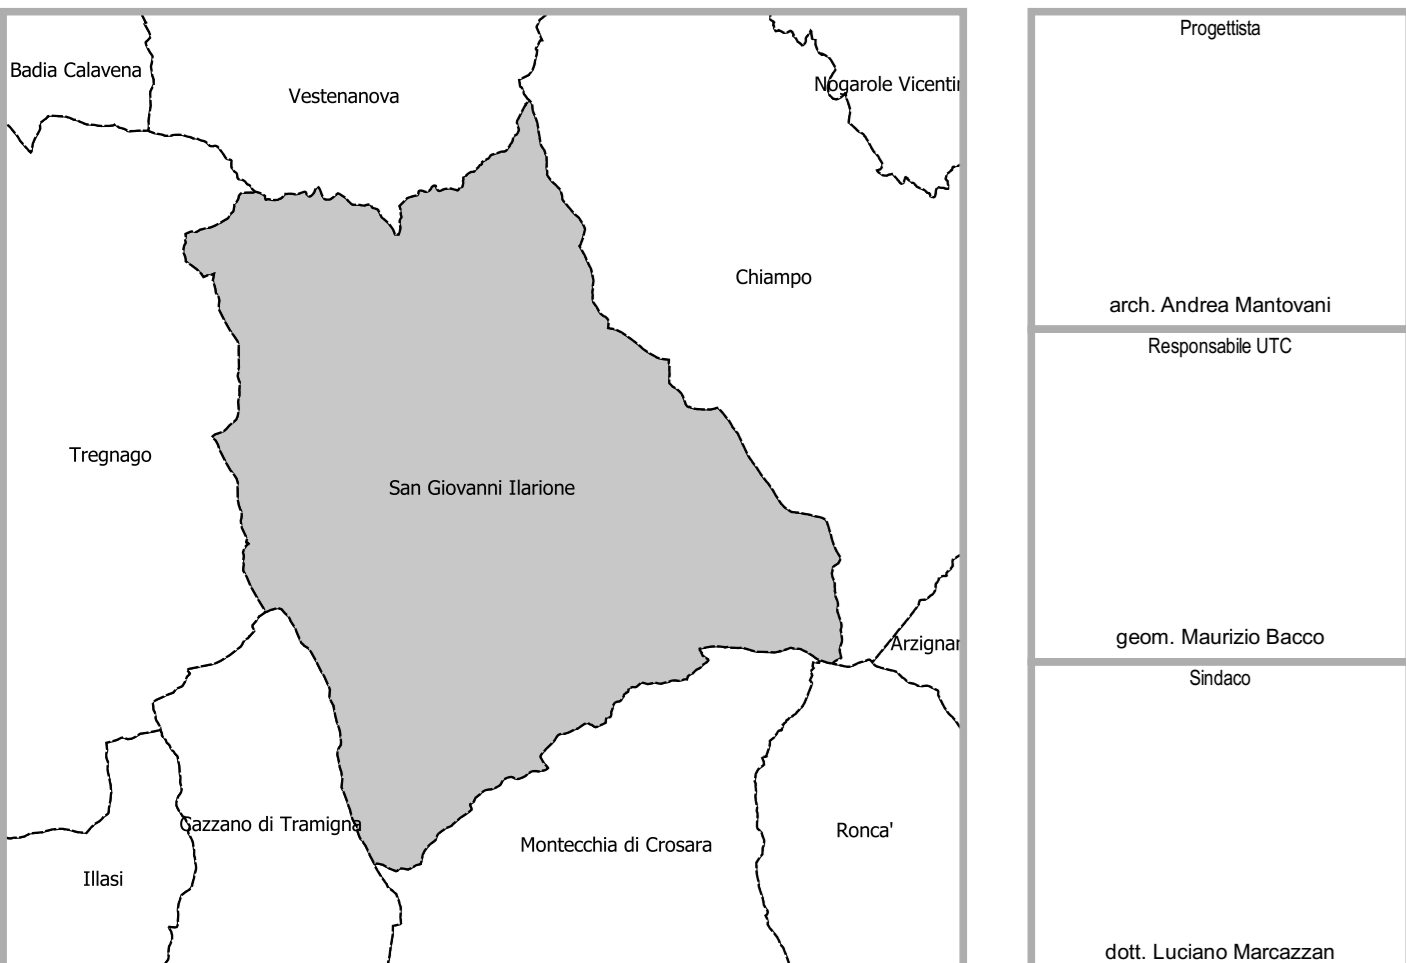 Badia Calavena
Vestenanova
Nogarole Vicentin
Chiampo
Tregnago
San Giovanni Ilarione
Arzignan
Cazzano di Tramigna
Montecchia di Crosara
Ronca'
Illasi
Progettista
arch. Andrea Mantovani
Responsabile UTC
geom. Maurizio Bacco
Sindaco
dott. Luciano Marcazzan